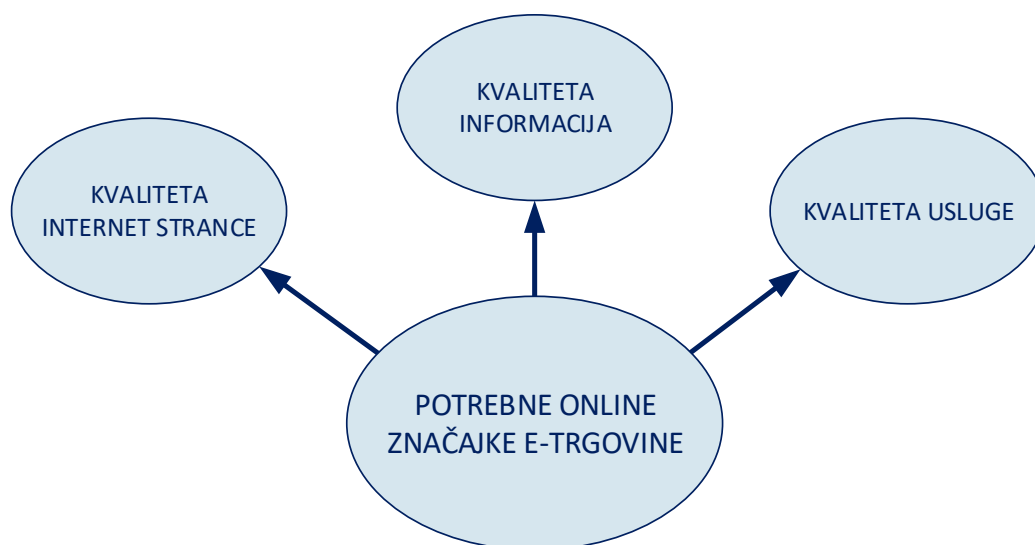 KVALITETA
INFORMACIJA
KVALITETA
INTERNET STRANCE
KVALITETA USLUGE
POTREBNE ONLINE
ZNAČAJKE E-TRGOVINE